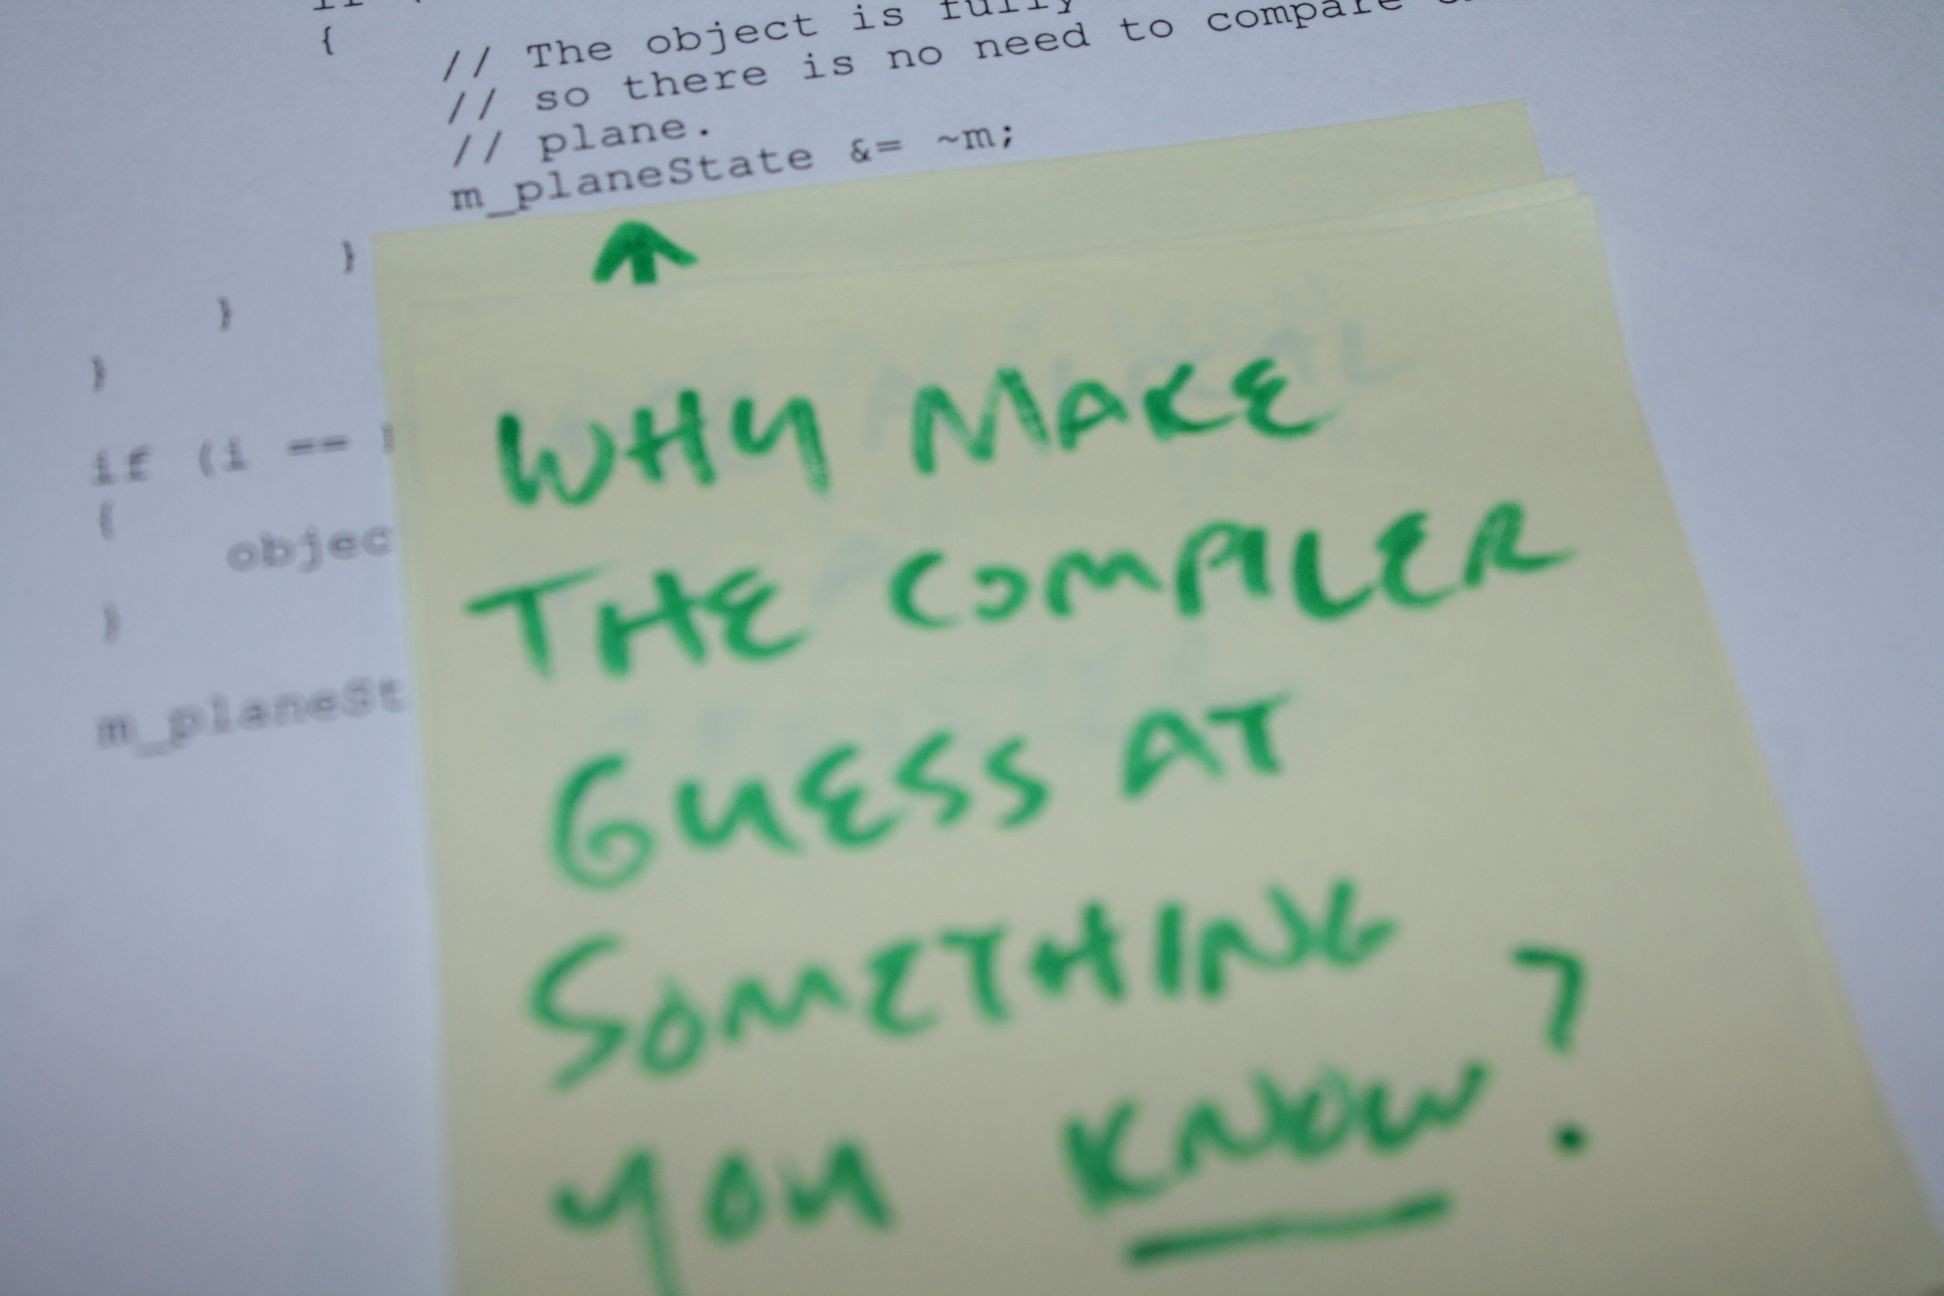 {
// The object is fully
// so there is no need to compare
// plane.
m_planeState &= ~m;
}
}
}
if (i ==
{
objec
}
m_planeSt
WHY MAKE
THE COMPILER
GUESS AT
SOMETHING
YOU KNOW?